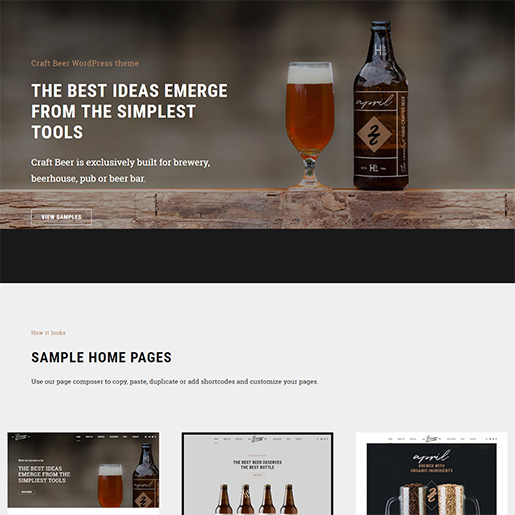 Craft Beer WordPress theme
THE BEST IDEAS EMERGE
FROM THE SIMPLEST
TOOLS
Craft Beer is exclusively built for brewery,
beerhouse, pub or beer bar.
VIEW SAMPLES
april
How it looks
SAMPLE HOME PAGES
Use our page composer to copy, paste, duplicate or add shortcodes and customize your pages.
THE BEST IDEAS
EMERGE FROM THE
SIMPLEST TOOLS
THE BEST BEER DESERVES
THE BEST BOTTLE
april
BREWED WITH
ORGANIC INGREDIENTS